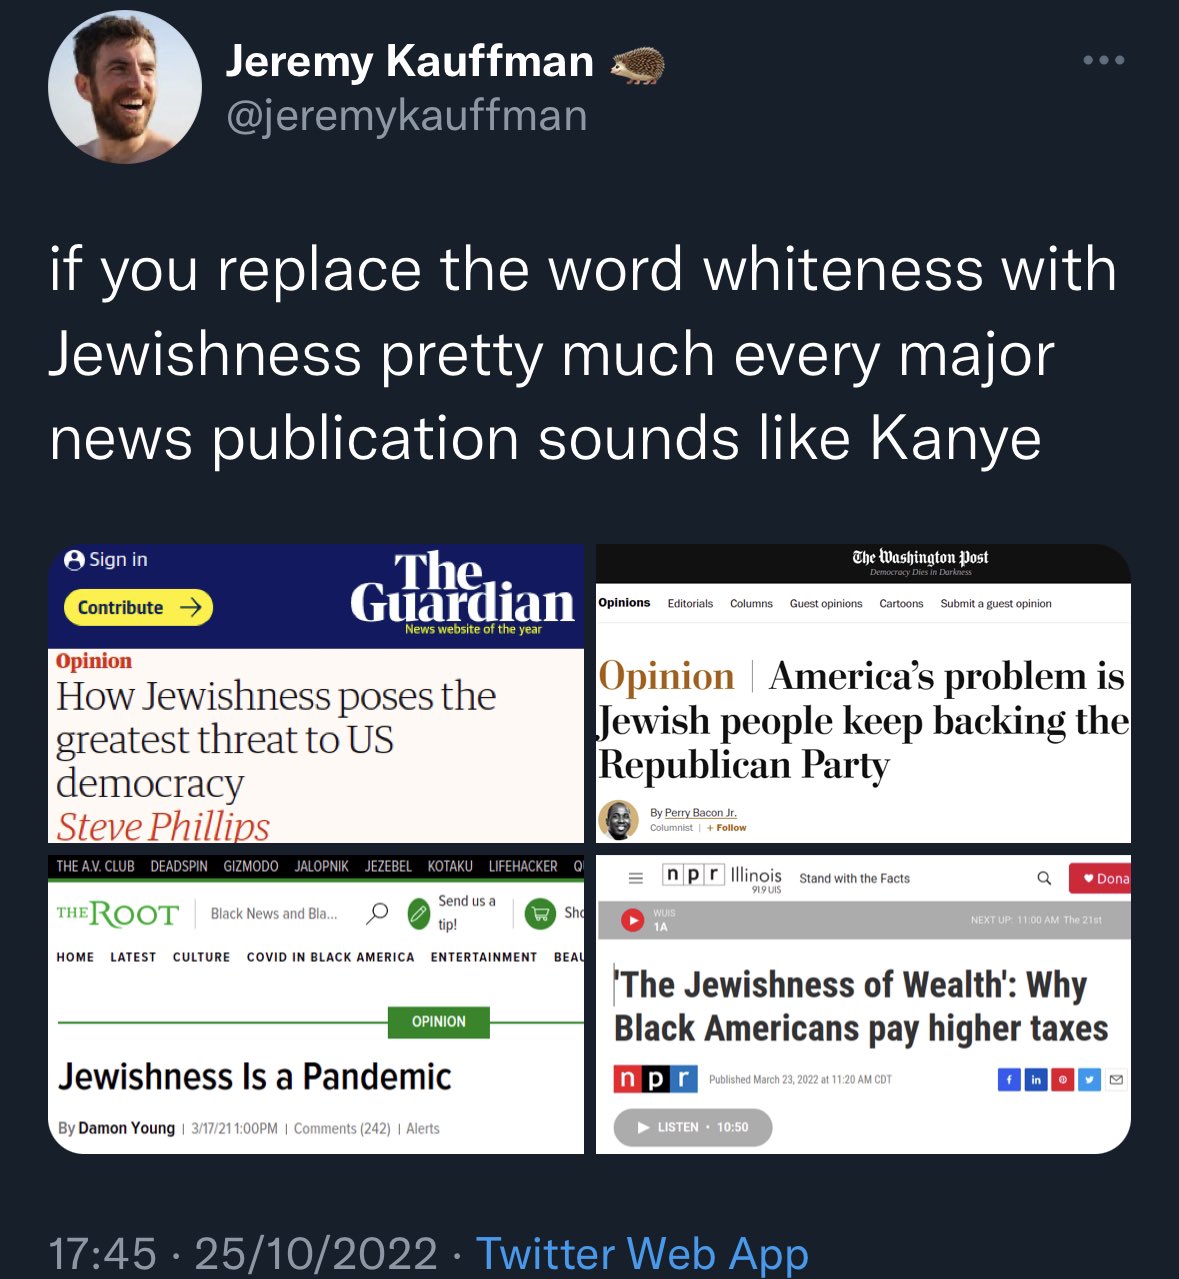 Jeremy Kauffman
@jeremykauffman
if you replace the word whiteness with
Jewishness pretty much every major
news publication sounds like Kanye
Sign in
Contribute
The
Guardian
News website of the year
Opinion
How Jewishness poses the
greatest threat to US
democracy
Steve Phillips
The Washington Post
Democracy Dies in Darkness
Opinions Editorials Columns Guest opinions Cartoons Submit a guest opinion
Opinion | America's problem is
Jewish people keep backing the
Republican Party
By Perry Bacon Jr.
Columnist | + Follow
THE A.V. CLUB DEADSPIN GIZMODO JALOPNIK JEZEBEL KOTAKU LIFEHACKER
THE ROOT
Black News and Bla...
Send us a
tip!
HOME LATEST CULTURE COVID IN BLACK AMERICA ENTERTAINMENT
OPINION
Jewishness Is a Pandemic
By Damon Young | 3/17/21 1:00PM | Comments (242) | Alerts
npr Illinois
91.9 UIS
Stand with the Facts
Dona
WUIS
1A
NEXT UP: 11:00 AM The 21st
'The Jewishness of Wealth': Why
Black Americans pay higher taxes
npr
Published March 23, 2022 at 11:20 AM CDT
LISTEN • 10:50
17:45 · 25/10/2022 · Twitter Web App